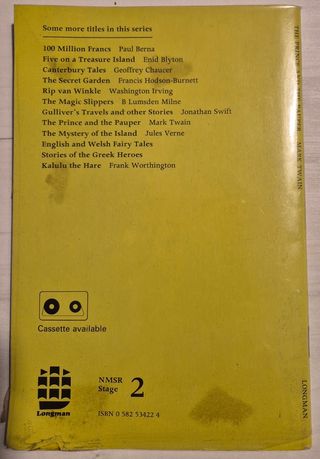 Some more titles in this series
100 Million Francs Paul Berna
Five on a Treasure Island Enid Blyton
Canterbury Tales Geoffrey Chaucer
The Secret Garden Francis Hodson-Burnett
Rip van Winkle Washington Irving
The Magic Slippers B Lumsden Milne
Gulliver's Travels and other Stories Jonathan Swift
The Prince and the Pauper Mark Twain
The Mystery of the Island Jules Verne
English and Welsh Fairy Tales
Stories of the Greek Heroes
Kalulu the Hare Frank Worthington
Cassette available
Longman
NMSR
Stage 2
ISBN 0 582 53422 4
THE PRINCE AND THE PAUPER MARK TWAIN
LONGMAN